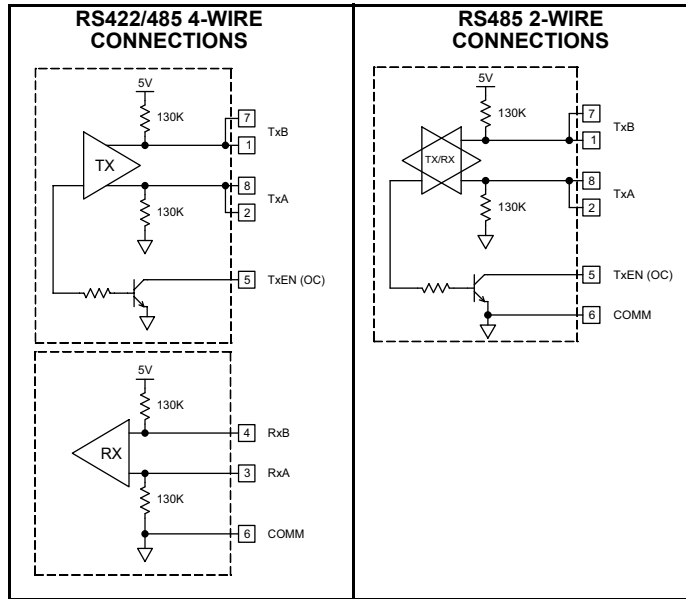 RS422/485 4-WIRE
CONNECTIONS
5V
130K
7
TxB
1
TX
8
TxA
2
130K
5
TxEN (OC)
5V
130K
4
RxB
RX
3
RxA
130K
6
COMM
RS485 2-WIRE
CONNECTIONS
5V
130K
7
TxB
1
TX/RX
8
TxA
2
130K
5
TxEN (OC)
6
COMM